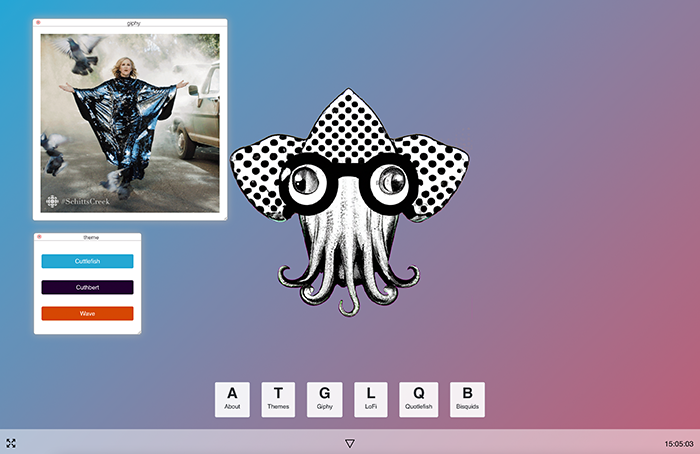 giphy
#SchittsCreek
theme
Cuttlefish
Cuthbert
Wave
A T G L Q B
About Themes Giphy LoFi Quotlefish Bisquids
15:05:03